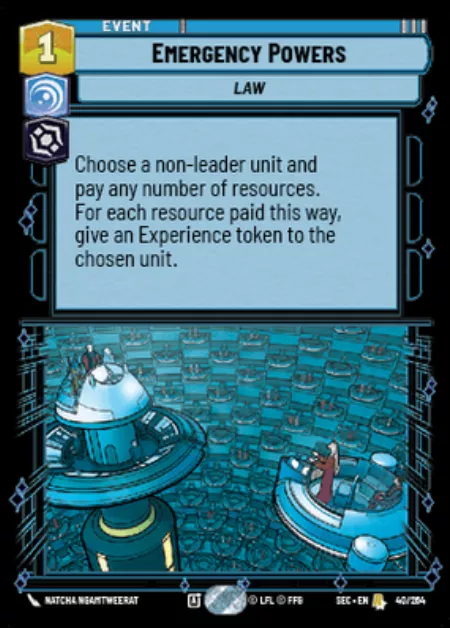 EVENT
1
EMERGENCY POWERS
LAW
Choose a non-leader unit and
pay any number of resources.
For each resource paid this way,
give an Experience token to the
chosen unit.
NATCHA NGAMTWEERAT
© LFL © FFG
SEC • EN
40/264